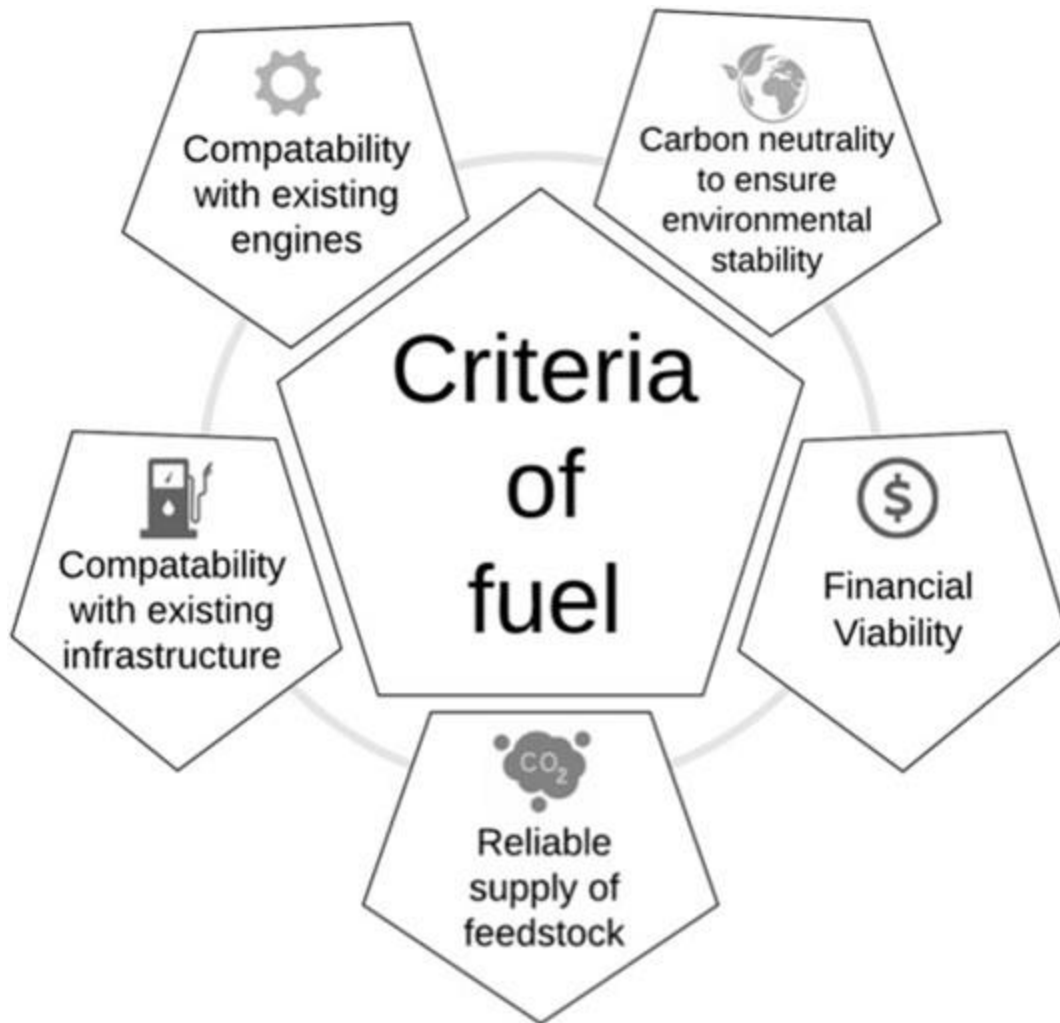 Compatability
with existing
engines
Carbon neutrality
to ensure
environmental
stability
Criteria
of
fuel
Compatability
with existing
infrastructure
$
Financial
Viability
CO₂
Reliable
supply of
feedstock